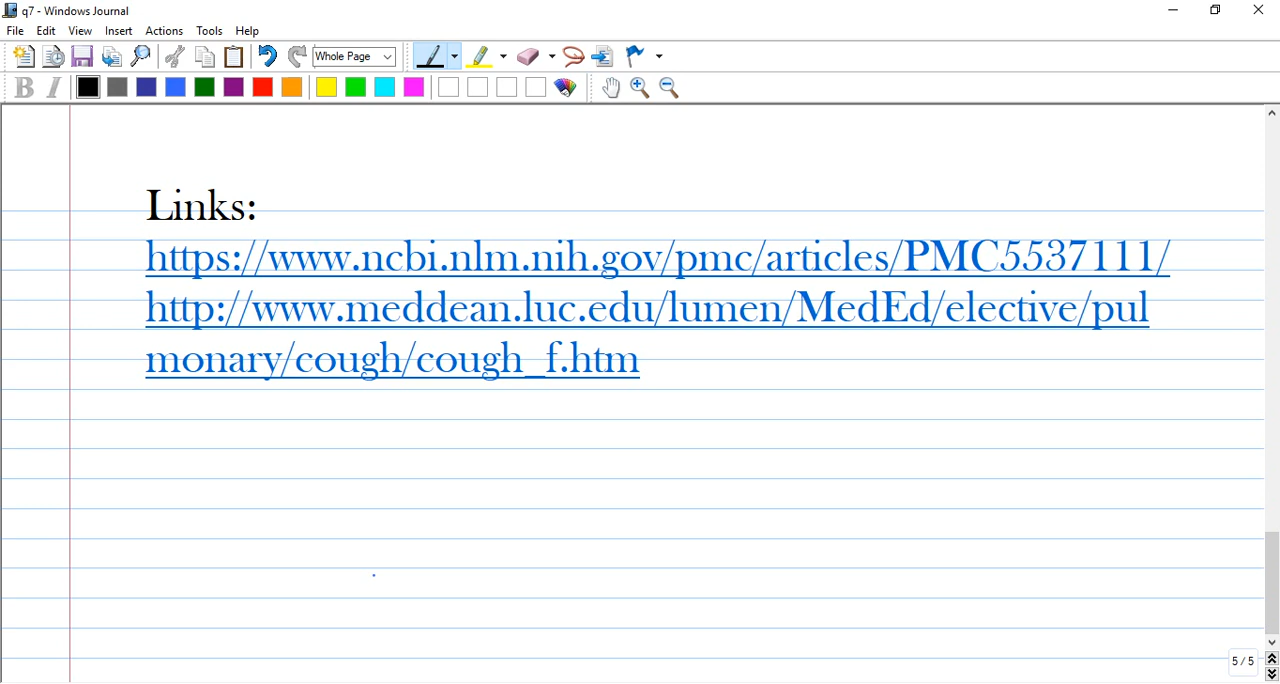 q7 - Windows Journal
File Edit View Insert Actions Tools Help
Whole Page
B I
Links:
https://www.ncbi.nlm.nih.gov/pmc/articles/PMC5537111/
http://www.meddean.luc.edu/lumen/MedEd/elective/pul
monary/cough/cough_f.htm
5/5